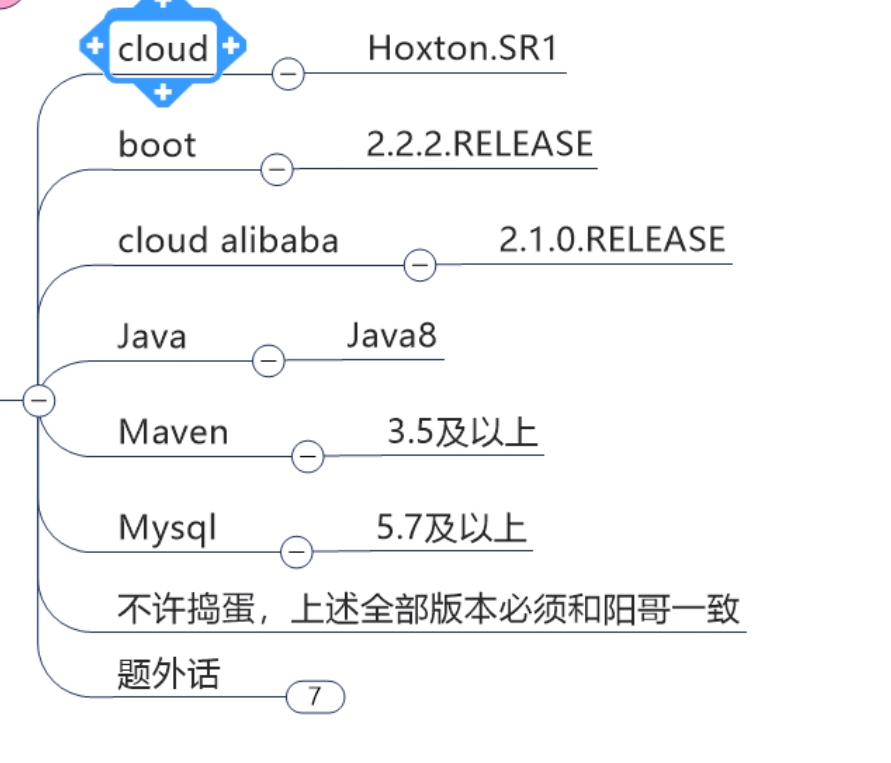 cloud Hoxton.SR1
boot 2.2.2.RELEASE
cloud alibaba 2.1.0.RELEASE
Java Java8
Maven 3.5及以上
Mysql 5.7及以上
不许捣蛋，上述全部版本必须和阳哥一致
题外话 7